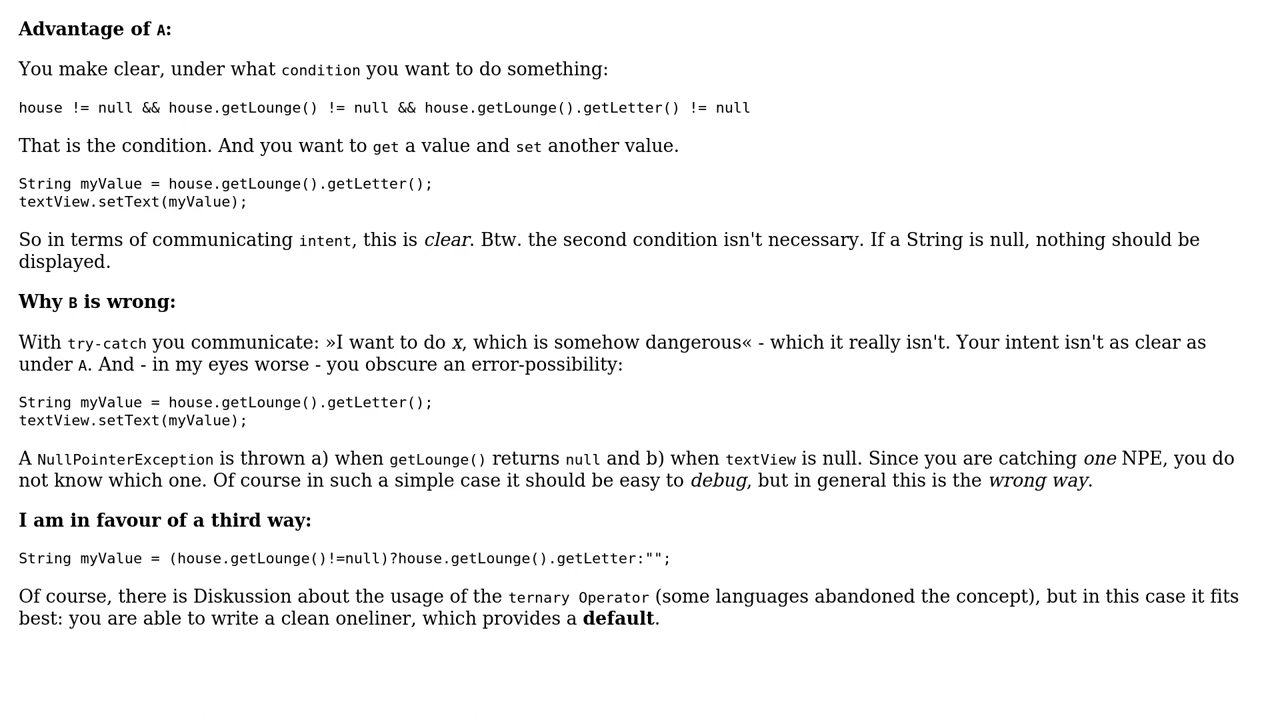 Advantage of A:
You make clear, under what condition you want to do something:
house != null && house.getLounge() != null && house.getLounge().getLetter() != null
That is the condition. And you want to get a value and set another value.
String myValue = house.getLounge().getLetter();
textView.setText(myValue);
So in terms of communicating intent, this is clear. Btw. the second condition isn't necessary. If a String is null, nothing should be
displayed.
Why B is wrong:
With try-catch you communicate: »I want to do x, which is somehow dangerous« - which it really isn't. Your intent isn't as clear as
under A. And - in my eyes worse - you obscure an error-possibility:
String myValue = house.getLounge().getLetter();
textView.setText(myValue);
A NullPointerException is thrown a) when getLounge() returns null and b) when textView is null. Since you are catching one NPE, you do
not know which one. Of course in such a simple case it should be easy to debug, but in general this is the wrong way.
I am in favour of a third way:
String myValue = (house.getLounge()!=null)?house.getLounge().getLetter:"";
Of course, there is Diskussion about the usage of the ternary Operator (some languages abandoned the concept), but in this case it fits
best: you are able to write a clean oneliner, which provides a default.